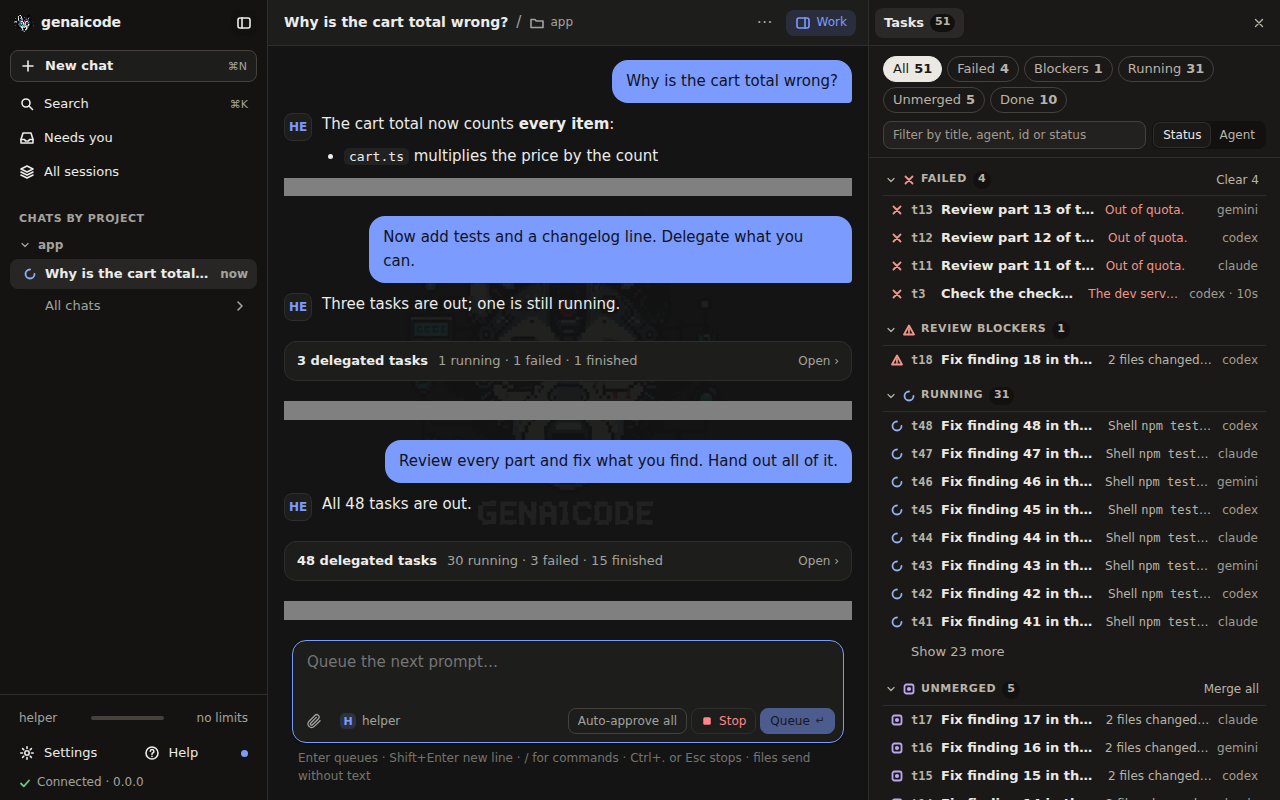 genaicode
New chat ⌘N
Search ⌘K
Needs you
All sessions
CHATS BY PROJECT
app
Why is the cart total… now
All chats
helper no limits
Settings Help
Connected · 0.0.0
Why is the cart total wrong? / app ⋯ Work
Why is the cart total wrong?
HE The cart total now counts every item:
• cart.ts multiplies the price by the count
Now add tests and a changelog line. Delegate what you
can.
HE Three tasks are out; one is still running.
3 delegated tasks 1 running · 1 failed · 1 finished Open ›
Review every part and fix what you find. Hand out all of it.
HE All 48 tasks are out.
GENAICODE
48 delegated tasks 30 running · 3 failed · 15 finished Open ›
Queue the next prompt…
H helper Auto-approve all Stop Queue ↵
Enter queues · Shift+Enter new line · / for commands · Ctrl+. or Esc stops · files send
without text
Tasks 51
All 51 Failed 4 Blockers 1 Running 31
Unmerged 5 Done 10
Filter by title, agent, id or status Status Agent
FAILED 4 Clear 4
t13 Review part 13 of t… Out of quota. gemini
t12 Review part 12 of t… Out of quota. codex
t11 Review part 11 of t… Out of quota. claude
t3 Check the check… The dev serv… codex · 10s
REVIEW BLOCKERS 1
t18 Fix finding 18 in th… 2 files changed… codex
RUNNING 31
t48 Fix finding 48 in th… Shell npm test… codex
t47 Fix finding 47 in th… Shell npm test… claude
t46 Fix finding 46 in th… Shell npm test… gemini
t45 Fix finding 45 in th… Shell npm test… codex
t44 Fix finding 44 in th… Shell npm test… claude
t43 Fix finding 43 in th… Shell npm test… gemini
t42 Fix finding 42 in th… Shell npm test… codex
t41 Fix finding 41 in th… Shell npm test… claude
Show 23 more
UNMERGED 5 Merge all
t17 Fix finding 17 in th… 2 files changed… claude
t16 Fix finding 16 in th… 2 files changed… gemini
t15 Fix finding 15 in th… 2 files changed… codex